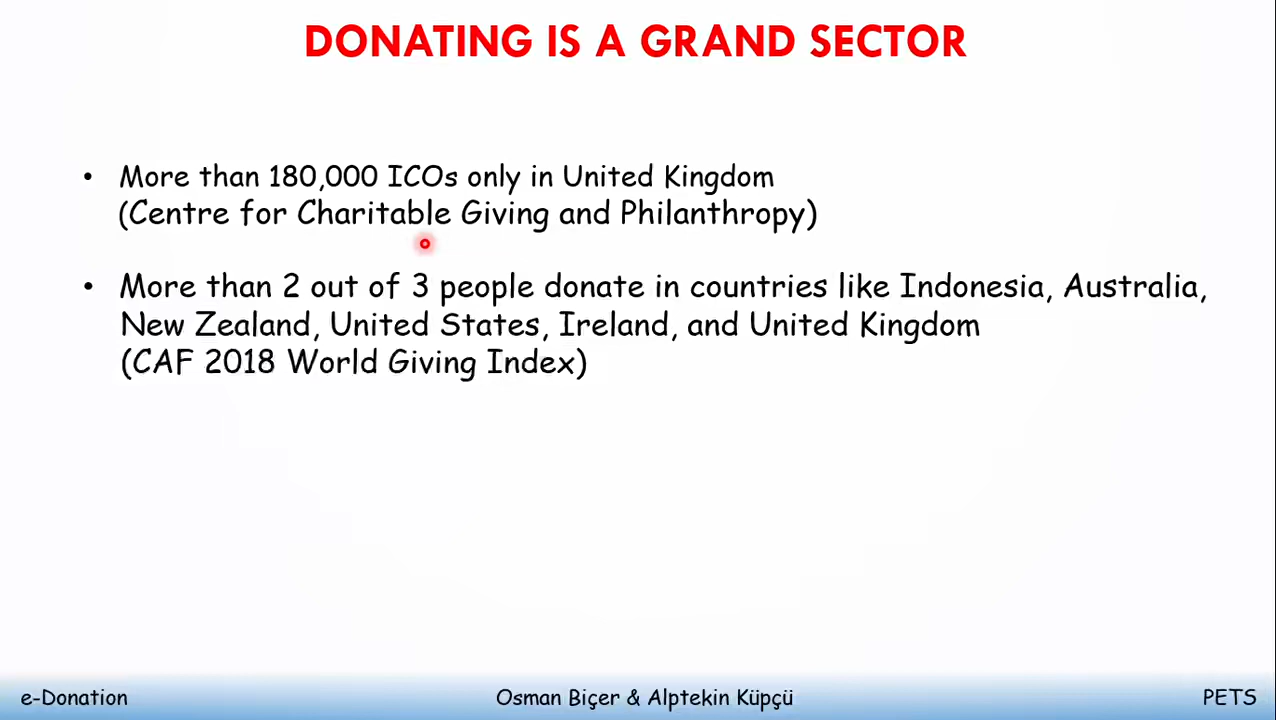 DONATING IS A GRAND SECTOR
• More than 180,000 ICOs only in United Kingdom
(Centre for Charitable Giving and Philanthropy)
• More than 2 out of 3 people donate in countries like Indonesia, Australia,
New Zealand, United States, Ireland, and United Kingdom
(CAF 2018 World Giving Index)
e-Donation
Osman Biçer & Alptekin Küpçü
PETS